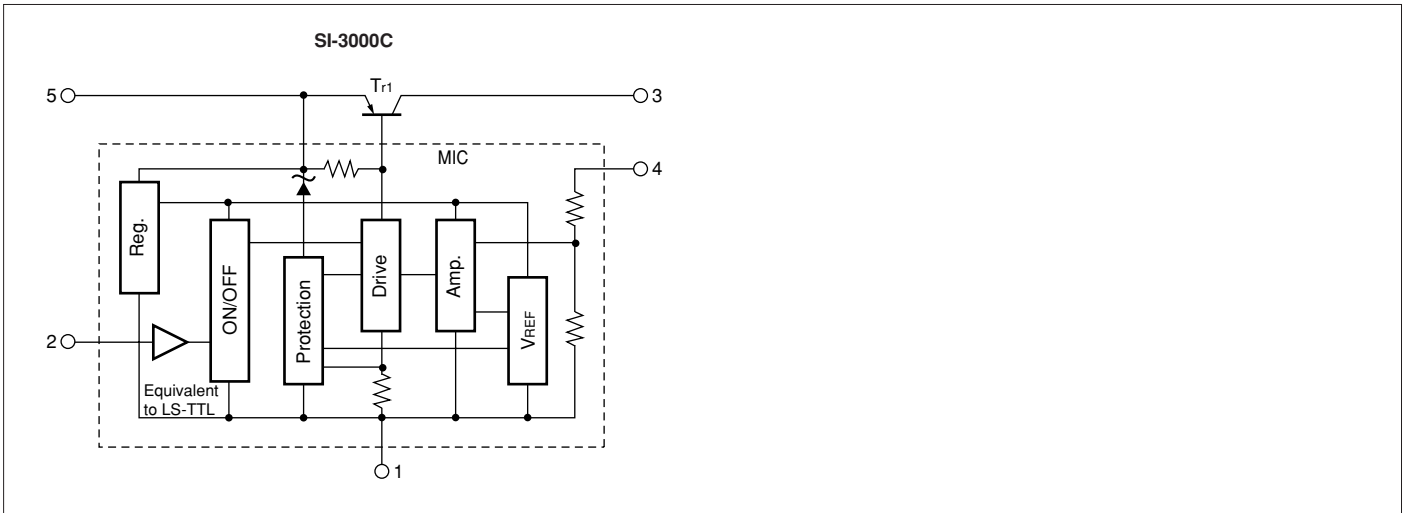 SI-3000C
5
Tr1
3
MIC
4
Reg.
ON/OFF
Protection
Drive
Amp.
VREF
2
Equivalent
to LS-TTL
1